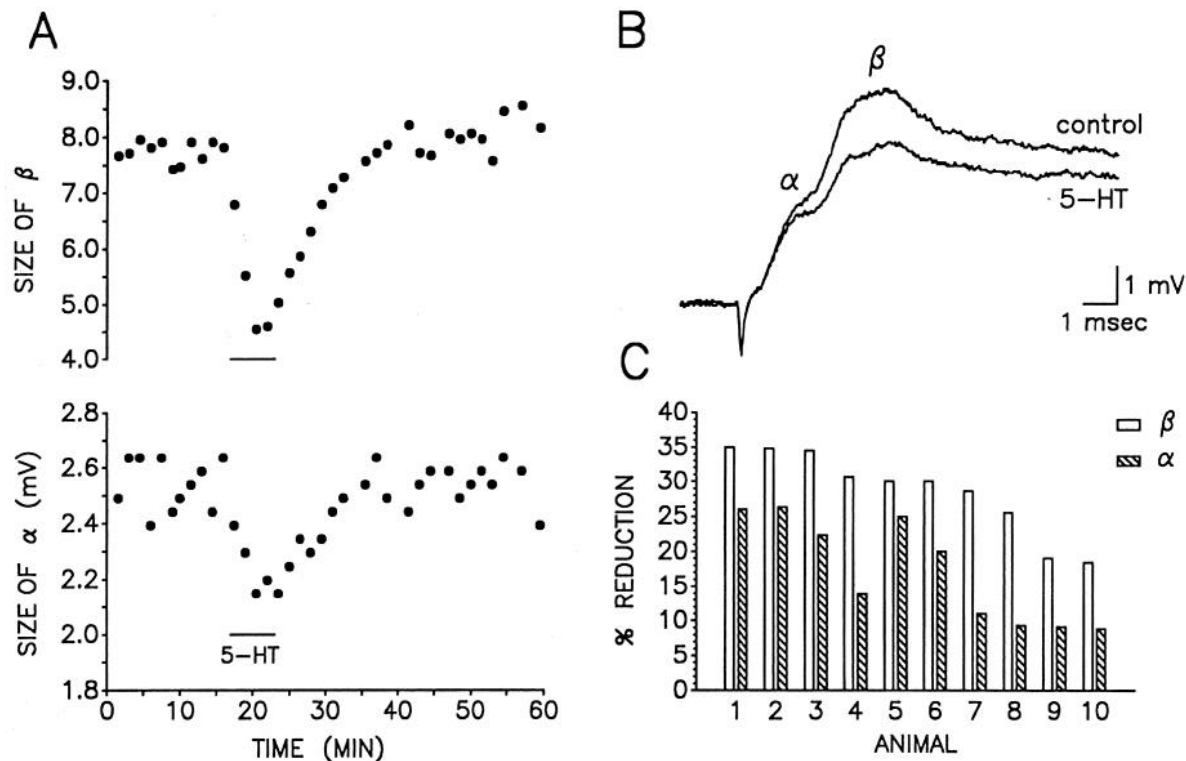 A
SIZE OF β
9.0
8.0
7.0
6.0
5.0
4.0
SIZE OF α (mV)
2.8
2.6
2.4
2.2
2.0
1.8
5-HT
0 10 20 30 40 50 60
TIME (MIN)
B
β
α
control
5-HT
1 mV
1 msec
C
% REDUCTION
40
35
30
25
20
15
10
5
0
β
α
1 2 3 4 5 6 7 8 9 10
ANIMAL